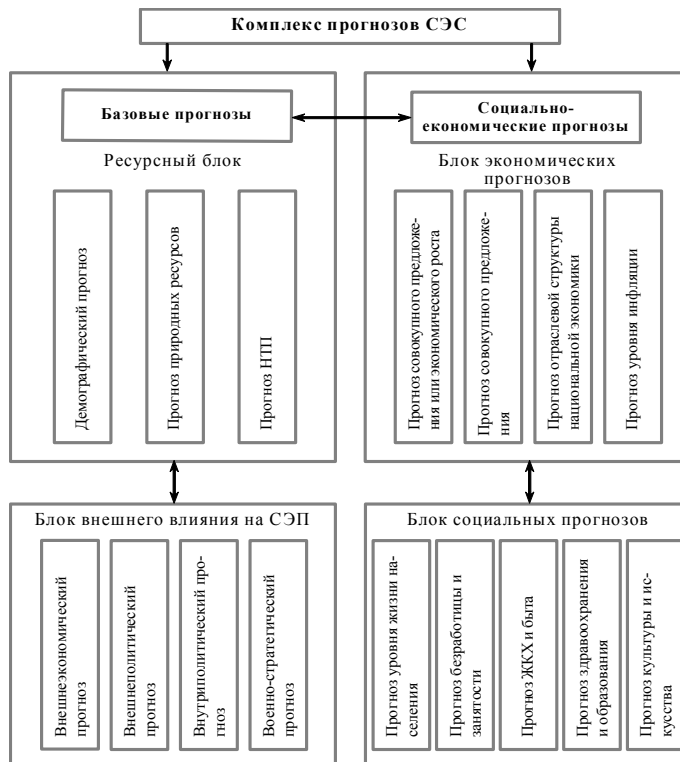 Комплекс прогнозов СЭС
Базовые прогнозы
Ресурсный блок
Демографический прогноз
Прогноз природных ресурсов
Прогноз НТП
Социально-
економические прогнозы
Блок экономических
прогнозов
Прогноз совокупного предложе-
ния или экономического роста
Прогноз совокупного предложе-
ния
Прогноз отраслевой структуры
национальной экономики
Прогноз уровня инфляции
Блок внешнего влияния на СЭП
Внешнеэкономический
прогноз
Внешнеполитический
прогноз
Внутриполитический про-
гноз
Военно-стратегический
прогноз
Блок социальных прогнозов
Прогноз уровня жизни на-
селения
Прогноз безработицы и
занятости
Прогноз ЖКХ и быта
Прогноз здравоохранения
и образования
Прогноз культуры и ис-
кусства